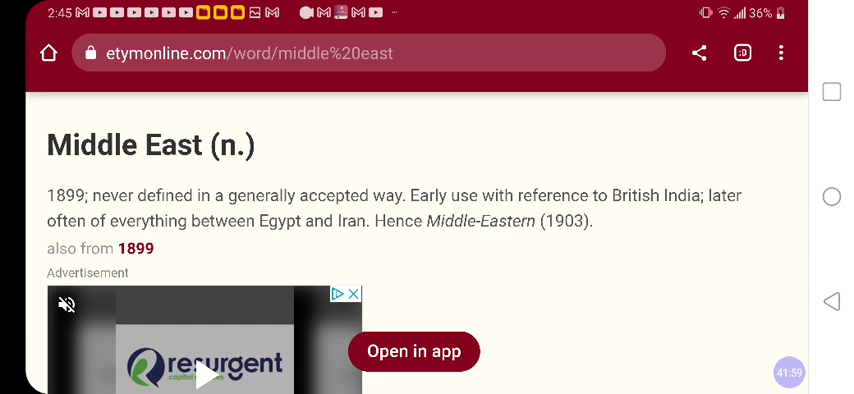 2:45 36%
etymonline.com/word/middle%20east
Middle East (n.)
1899; never defined in a generally accepted way. Early use with reference to British India; later
often of everything between Egypt and Iran. Hence Middle-Eastern (1903).
also from 1899
Advertisement
resurgent
capital
Open in app
41:59